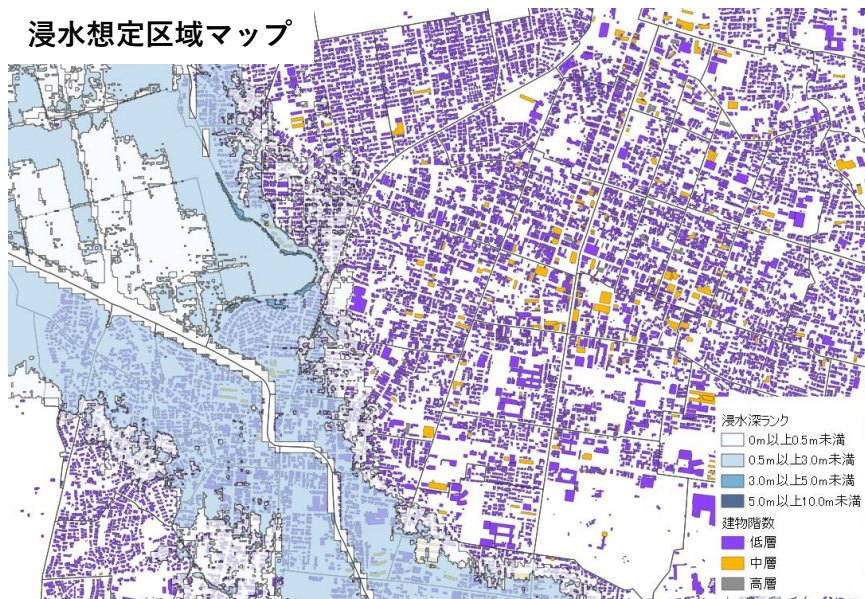 浸水想定区域マップ
浸水深ランク
0m以上0.5m未満
0.5m以上3.0m未満
3.0m以上5.0m未満
5.0m以上10.0m未満
建物階数
低層
中層
高層